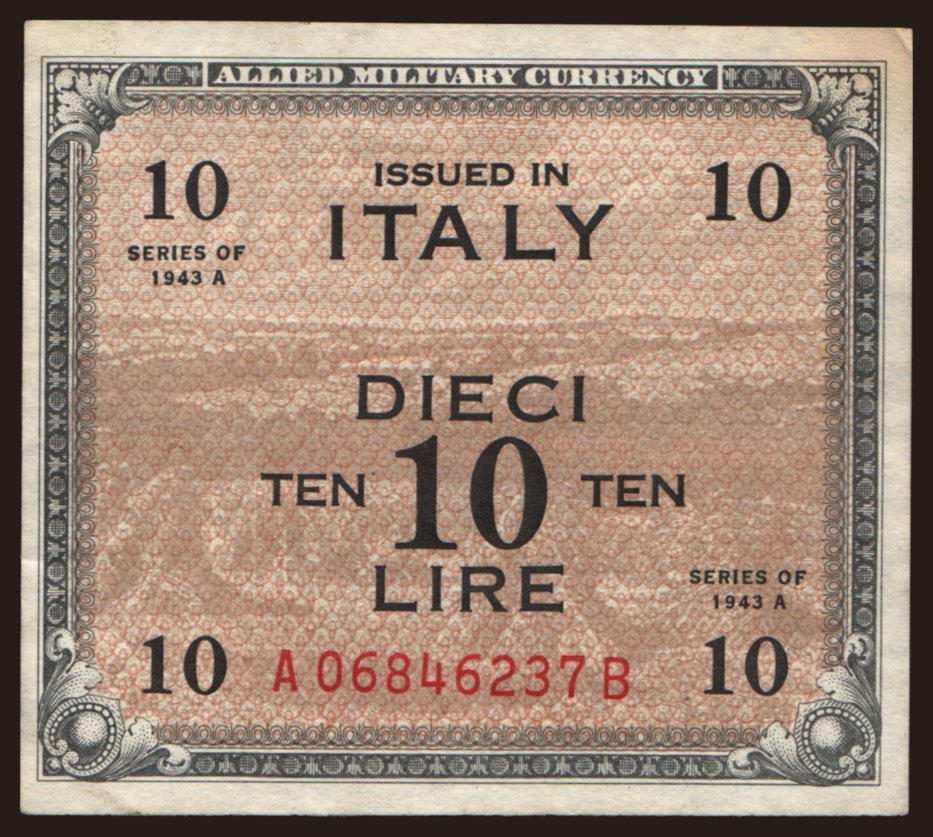 ALLIED MILITARY CURRENCY
10 ISSUED IN 10
ITALY
SERIES OF
1943 A
DIECI
TEN 10 TEN
LIRE
SERIES OF
1943 A
10 A06846237B 10